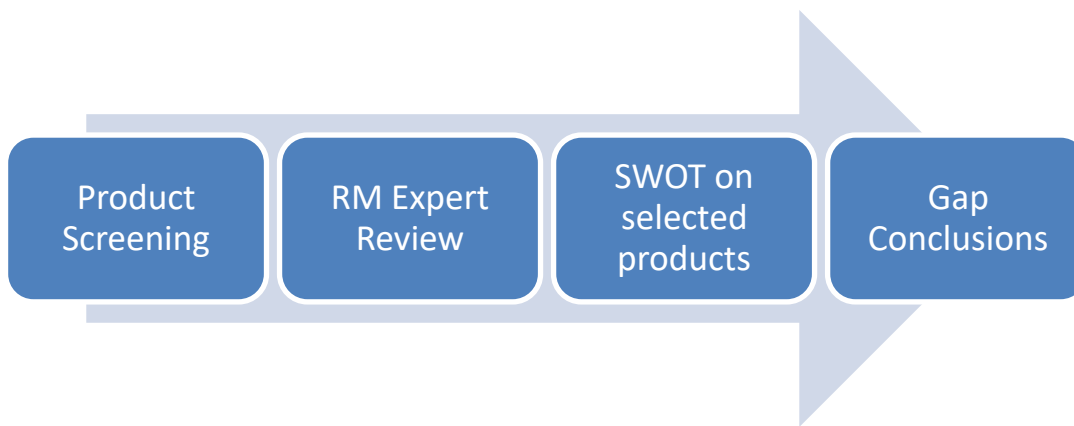 Product
Screening
RM Expert
Review
SWOT on
selected
products
Gap
Conclusions